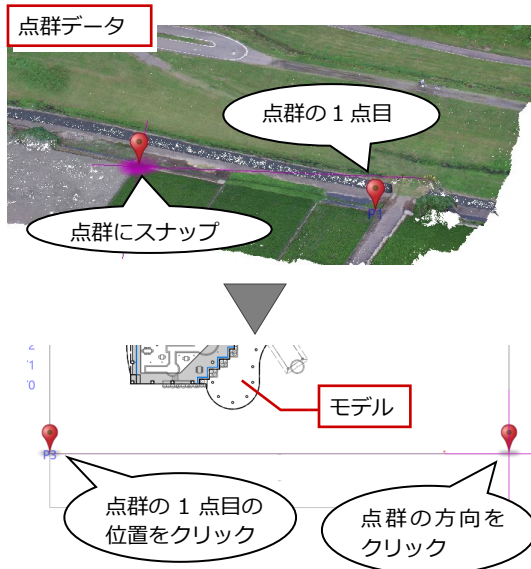 点群データ
点群の 1 点目
P1
点群にスナップ
モデル
P3
点群の 1 点目の
位置をクリック
点群の方向を
クリック